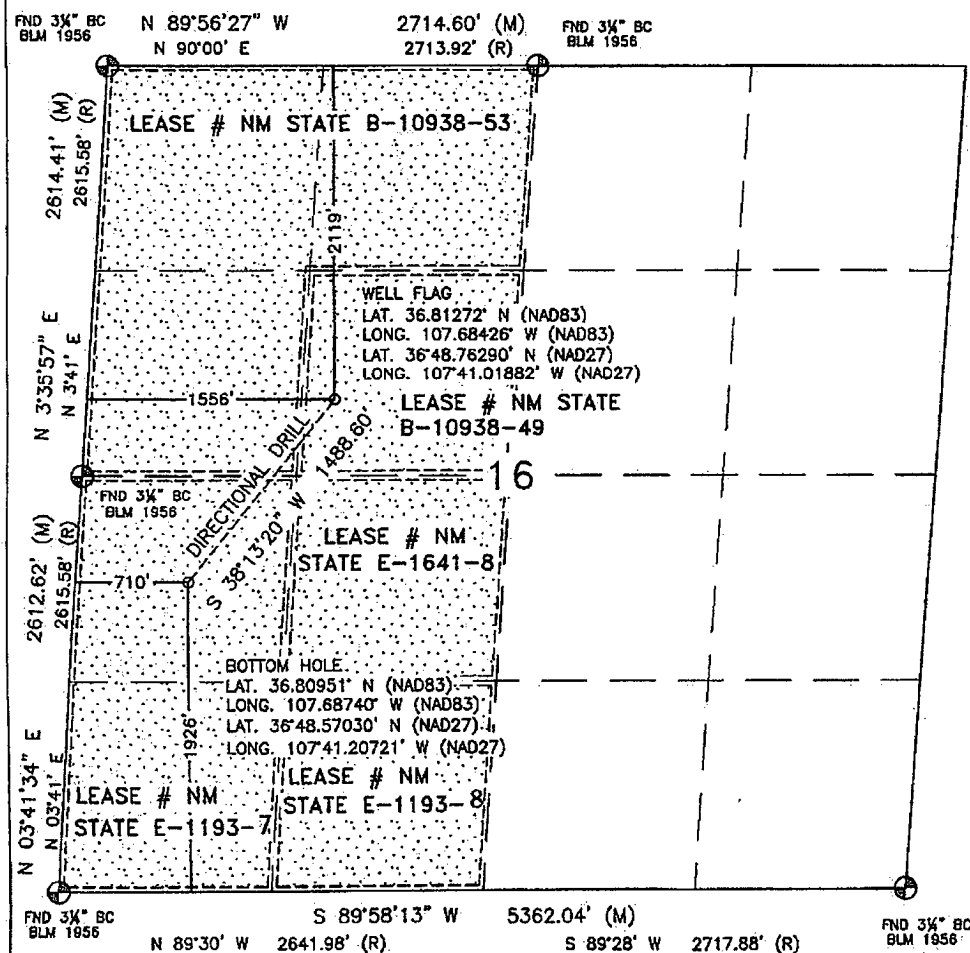 FND 3¼" BC
BLM 1956
N 89°56'27" W 2714.60' (M)
N 90°00' E 2713.92' (R)
FND 3¼" BC
BLM 1956
2614.41' (M)
2615.58' (R)
N 3°35'57" E
N 3°41' E
LEASE # NM STATE B-10938-53
2119'
WELL FLAG
LAT. 36.81272° N (NAD83)
LONG. 107.68426° W (NAD83)
LAT. 36°48.76290' N (NAD27)
LONG. 107°41.01882' W (NAD27)
1556'
LEASE # NM STATE
B-10938-49
DIRECTIONAL DRILL
S 38°13'20" W 1488.60'
16
FND 3¼" BC
BLM 1956
LEASE # NM
STATE E-1641-8
2612.62' (M)
2615.58' (R)
N 03°41'34" E
N 03°41' E
710'
1926'
BOTTOM HOLE
LAT. 36.80951° N (NAD83)
LONG. 107.68740° W (NAD83)
LAT. 36°48.57030' N (NAD27)
LONG. 107°41.20721' W (NAD27)
LEASE # NM
STATE E-1193-7
LEASE # NM
STATE E-1193-8
FND 3¼" BC
BLM 1956
S 89°58'13" W 5362.04' (M)
N 89°30' W 2641.98' (R)
S 89°28' W 2717.88' (R)
FND 3¼" BC
BLM 1956